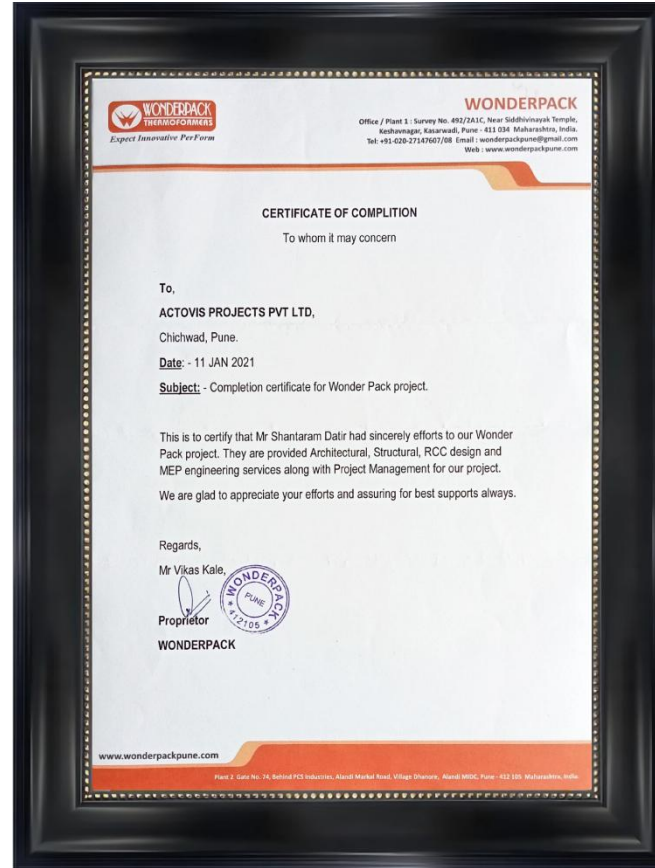 WONDERPACK
THERMOFORMERS
Expect Innovative PerForm
WONDERPACK
Office / Plant 1 : Survey No. 492/2A1C, Near Siddhivinayak Temple,
Keshavnagar, Kasarwadi, Pune - 411 034 Maharashtra, India.
Tel: +91-020-27147607/08 Email : wonderpackpune@gmail.com
Web : www.wonderpackpune.com
CERTIFICATE OF COMPLITION
To whom it may concern
To,
ACTOVIS PROJECTS PVT LTD,
Chichwad, Pune.
Date: - 11 JAN 2021
Subject: - Completion certificate for Wonder Pack project.
This is to certify that Mr Shantaram Datir had sincerely efforts to our Wonder
Pack project. They are provided Architectural, Structural, RCC design and
MEP engineering services along with Project Management for our project.
We are glad to appreciate your efforts and assuring for best supports always.
Regards,
Mr Vikas Kale,
WONDERPACK
PUNE
* 412105 *
Proprietor
WONDERPACK
www.wonderpackpune.com
Plant 2 Gate No. 74, Behind PCS Industries, Alandi Markal Road, Village Dhanore, Alandi MIDC, Pune - 412 105 Maharashtra, India